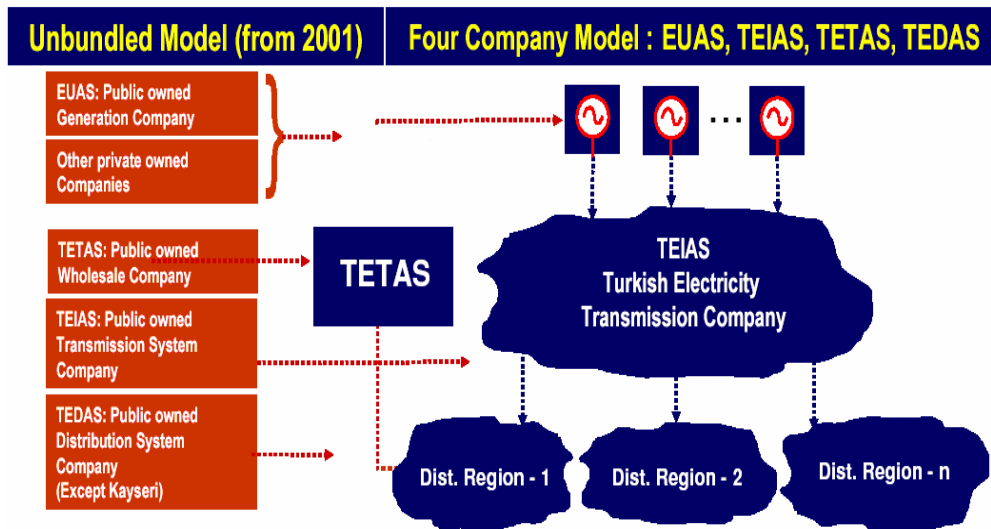 Unbundled Model (from 2001)
Four Company Model : EUAS, TEIAS, TETAS, TEDAS
EUAS: Public owned
Generation Company
Other private owned
Companies
TETAS: Public owned
Wholesale Company
TEIAS: Public owned
Transmission System
Company
TEDAS: Public owned
Distribution System
Company
(Except Kayseri)
TETAS
TEIAS
Turkish Electricity
Transmission Company
Dist. Region - 1
Dist. Region - 2
Dist. Region - n